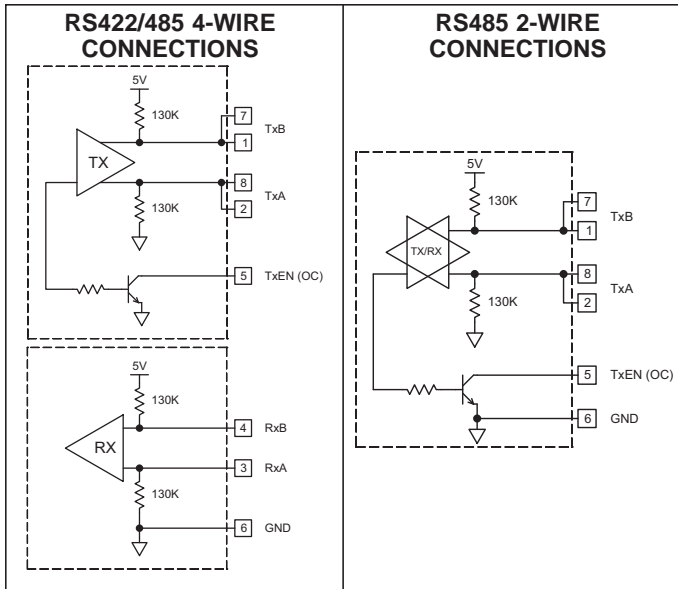 RS422/485 4-WIRE
CONNECTIONS
5V
130K
7
TxB
1
TX
8
TxA
130K
2
5
TxEN (OC)
5V
130K
4
RxB
RX
3
RxA
130K
6
GND
RS485 2-WIRE
CONNECTIONS
5V
130K
7
TxB
1
TX/RX
8
TxA
130K
2
5
TxEN (OC)
6
GND